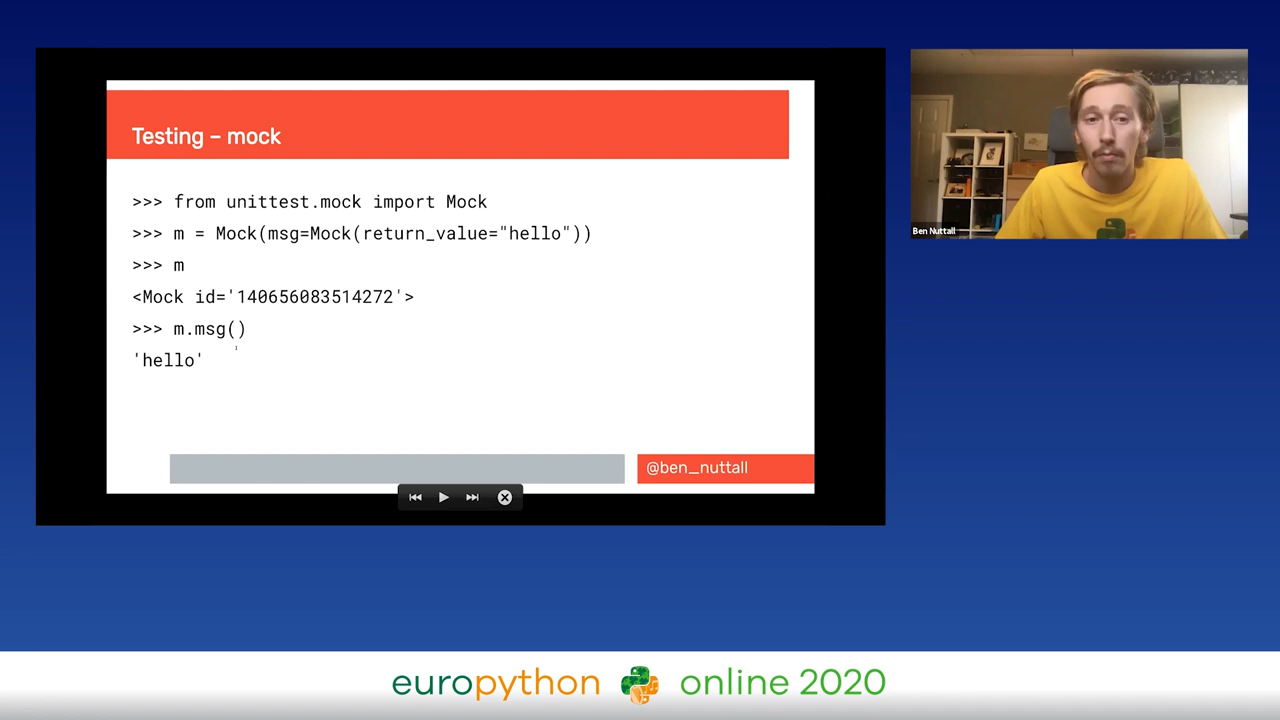 Testing – mock
>>> from unittest.mock import Mock
>>> m = Mock(msg=Mock(return_value="hello"))
>>> m
<Mock id='140656083514272'>
>>> m.msg()
'hello'
@ben_nuttall
Ben Nuttall
europython online 2020